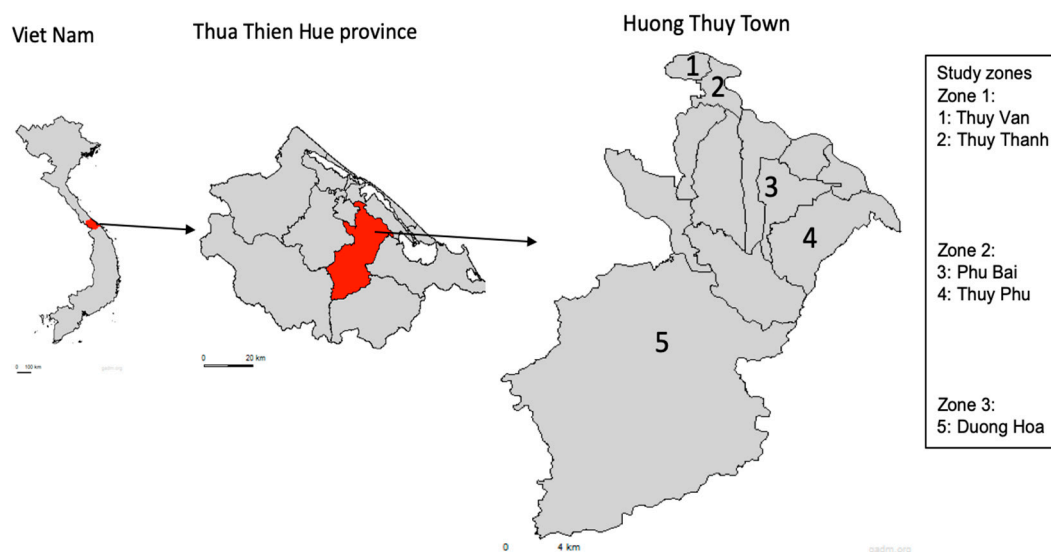 Viet Nam
Thua Thien Hue province
Huong Thuy Town
1
2
3
4
5
Study zones
Zone 1:
1: Thuy Van
2: Thuy Thanh
Zone 2:
3: Phu Bai
4: Thuy Phu
Zone 3:
5: Duong Hoa
0 100 km
gadm.org
0 20 km
0 4 km
gadm.org